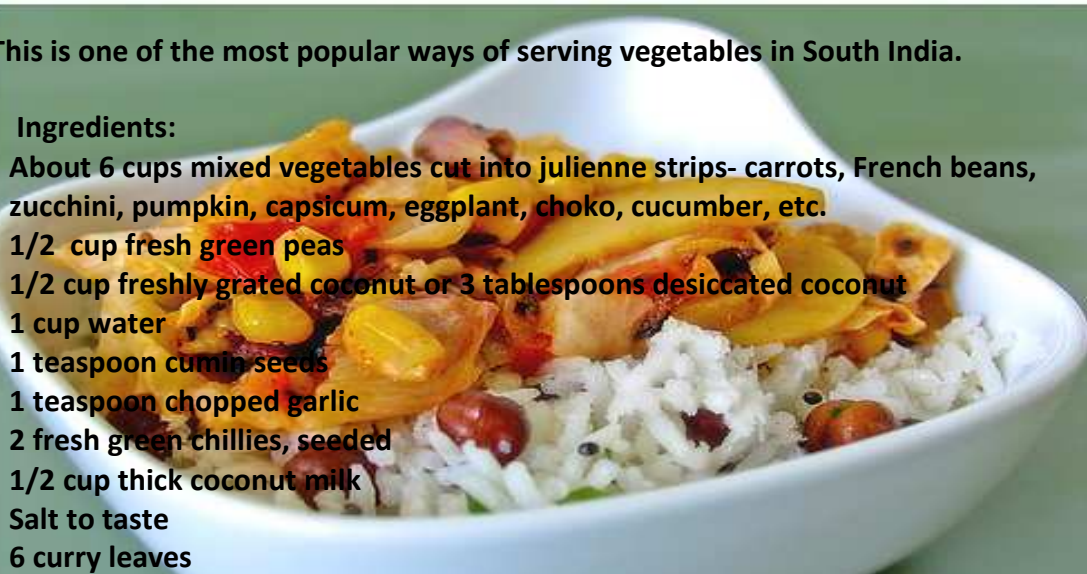 This is one of the most popular ways of serving vegetables in South India.
Ingredients:
About 6 cups mixed vegetables cut into julienne strips- carrots, French beans,
zucchini, pumpkin, capsicum, eggplant, choko, cucumber, etc.
1/2 cup fresh green peas
1/2 cup freshly grated coconut or 3 tablespoons desiccated coconut
1 cup water
1 teaspoon cumin seeds
1 teaspoon chopped garlic
2 fresh green chillies, seeded
1/2 cup thick coconut milk
Salt to taste
6 curry leaves